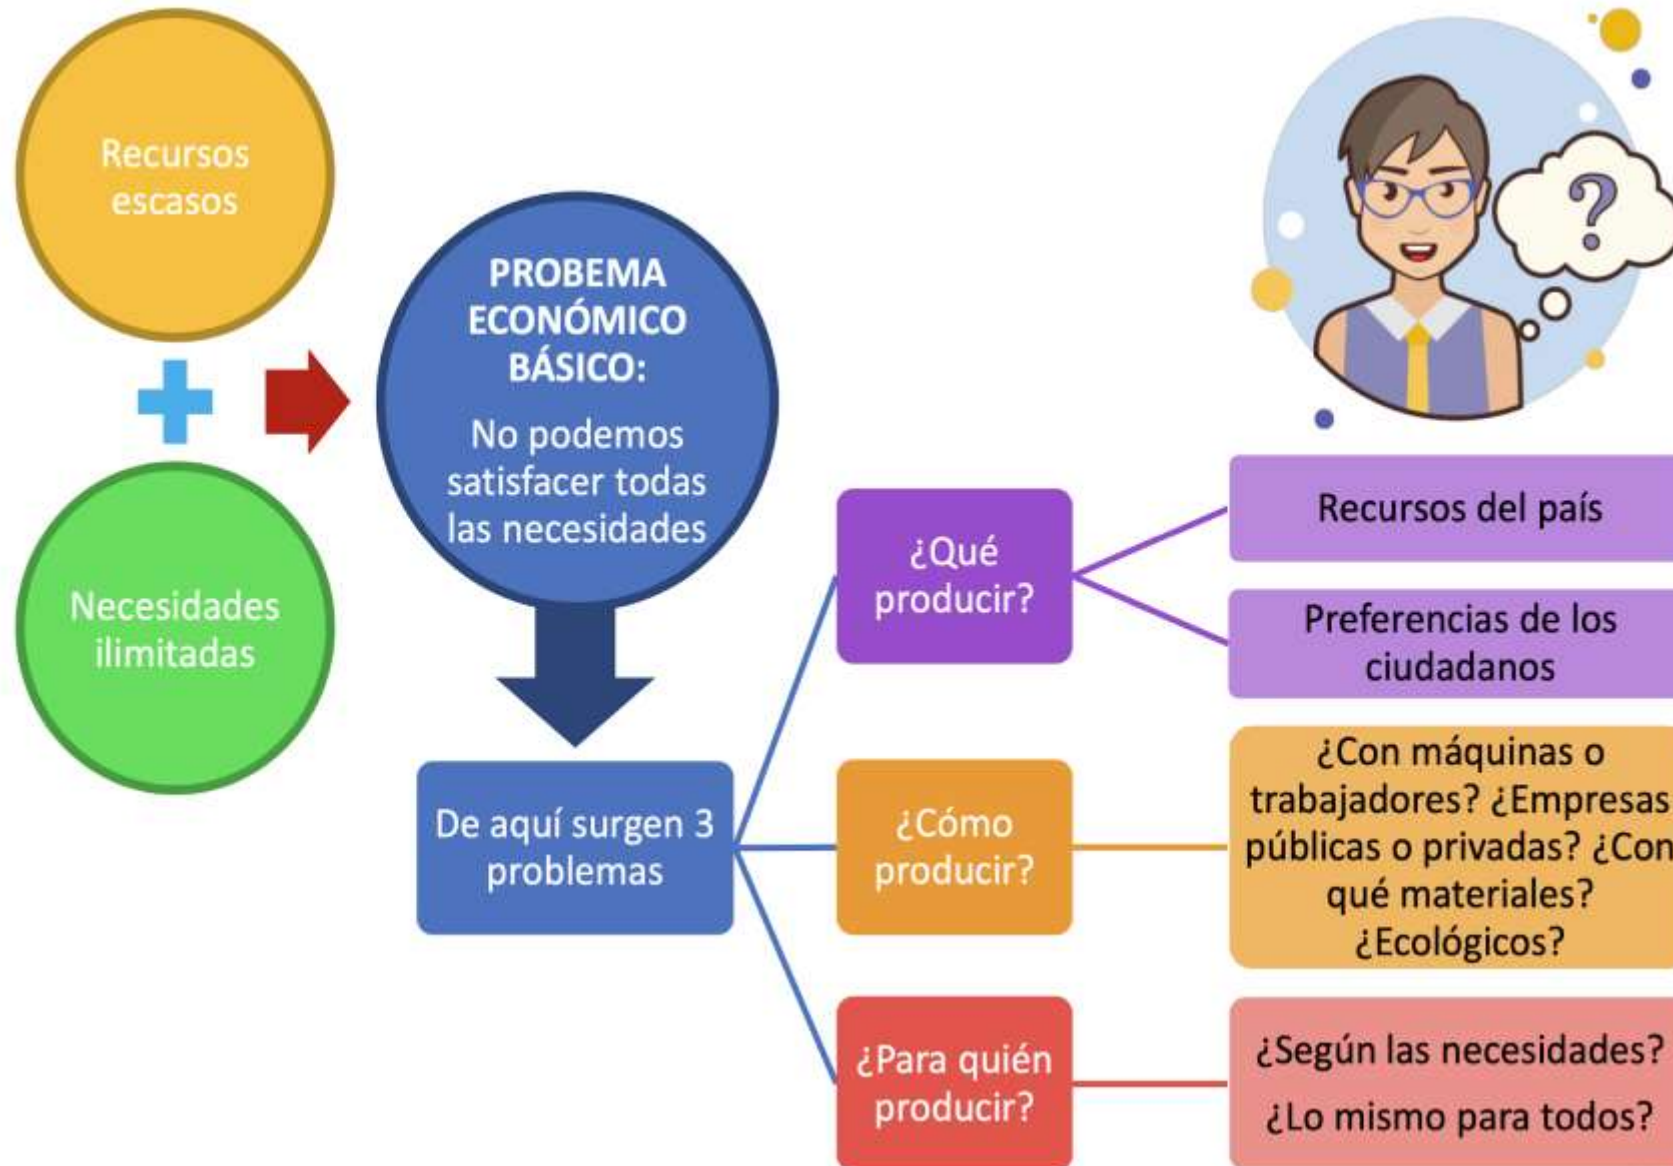 Recursos
escasos
Necesidades
ilimitadas
PROBEMA
ECONÓMICO
BÁSICO:
No podemos
satisfacer todas
las necesidades
De aquí surgen 3
problemas
¿Qué
producir?
Recursos del país
Preferencias de los
ciudadanos
¿Cómo
producir?
¿Con máquinas o
trabajadores? ¿Empresas
públicas o privadas? ¿Con
qué materiales?
¿Ecológicos?
¿Para quién
producir?
¿Según las necesidades?
¿Lo mismo para todos?
?